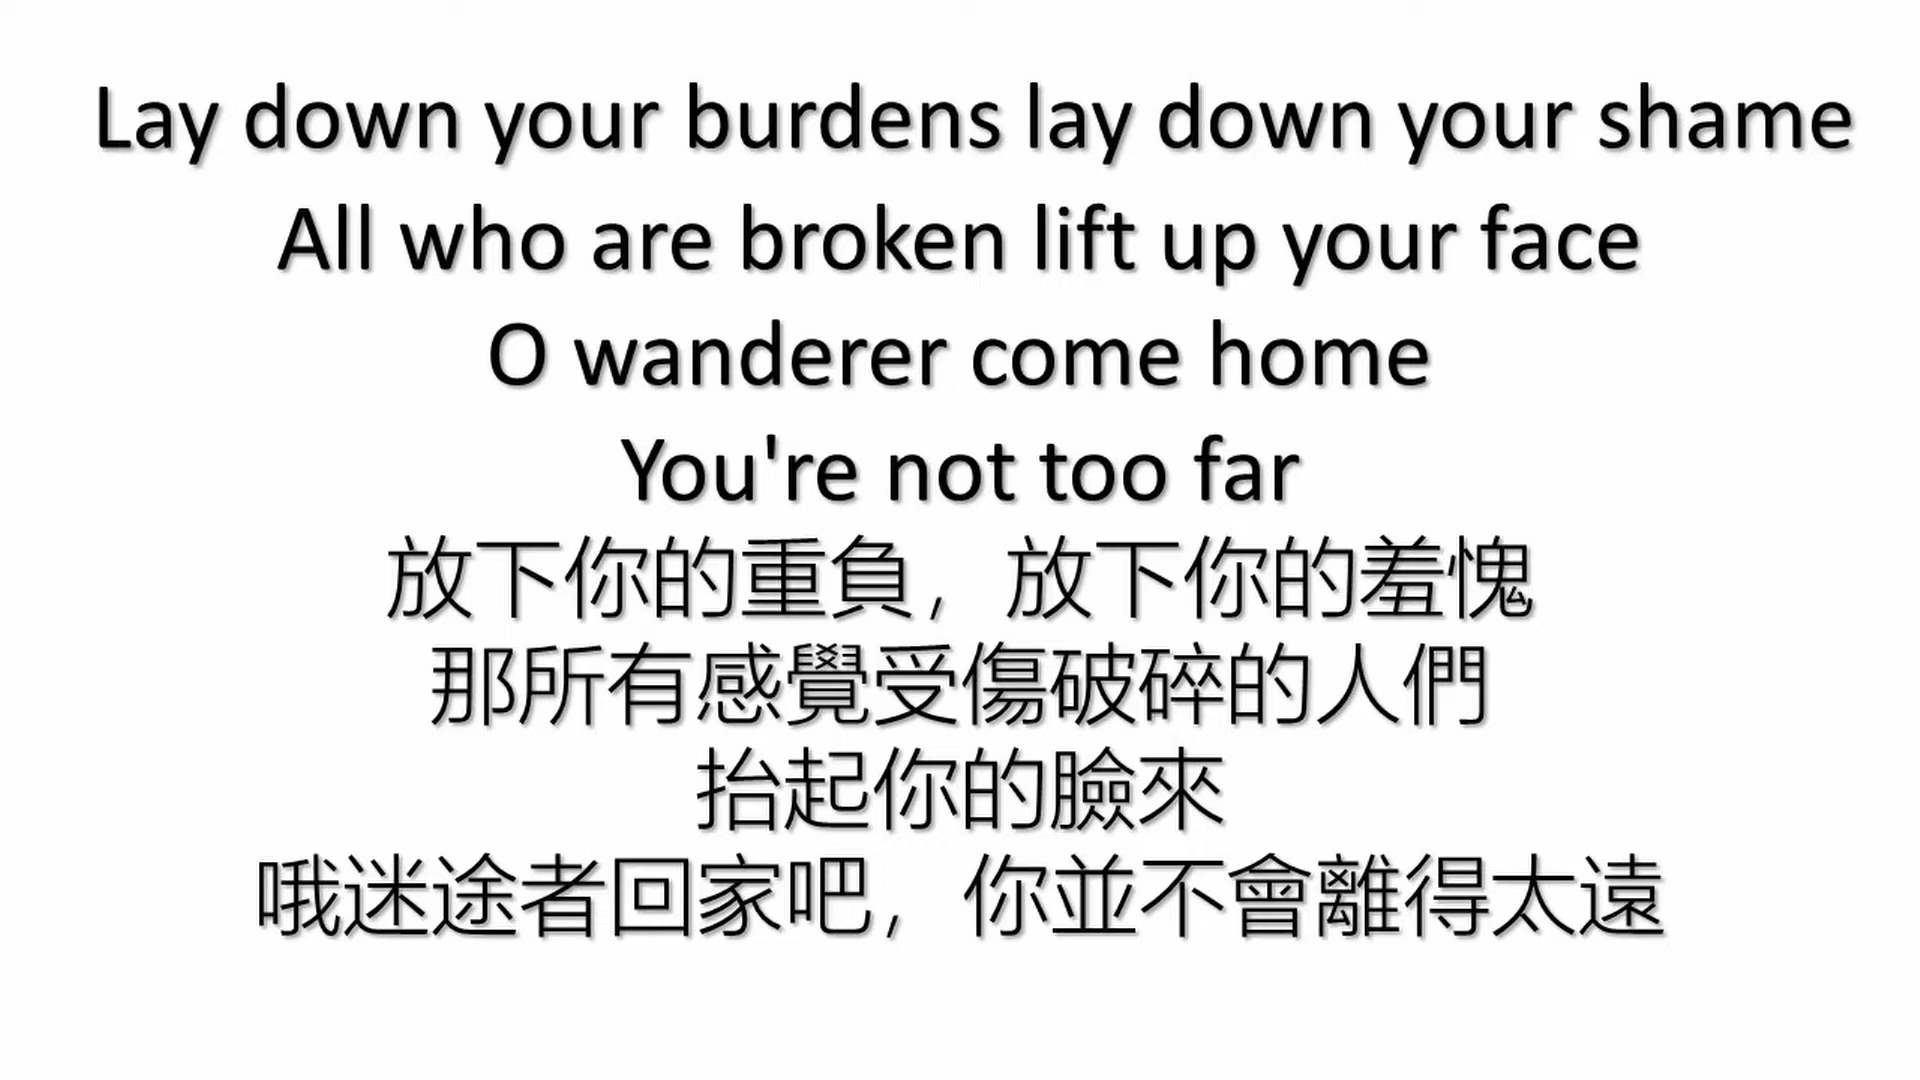 Lay down your burdens lay down your shame
All who are broken lift up your face
O wanderer come home
You're not too far
放下你的重負，放下你的羞愧
那所有感覺受傷破碎的人們
抬起你的臉來
哦迷途者回家吧，你並不會離得太遠